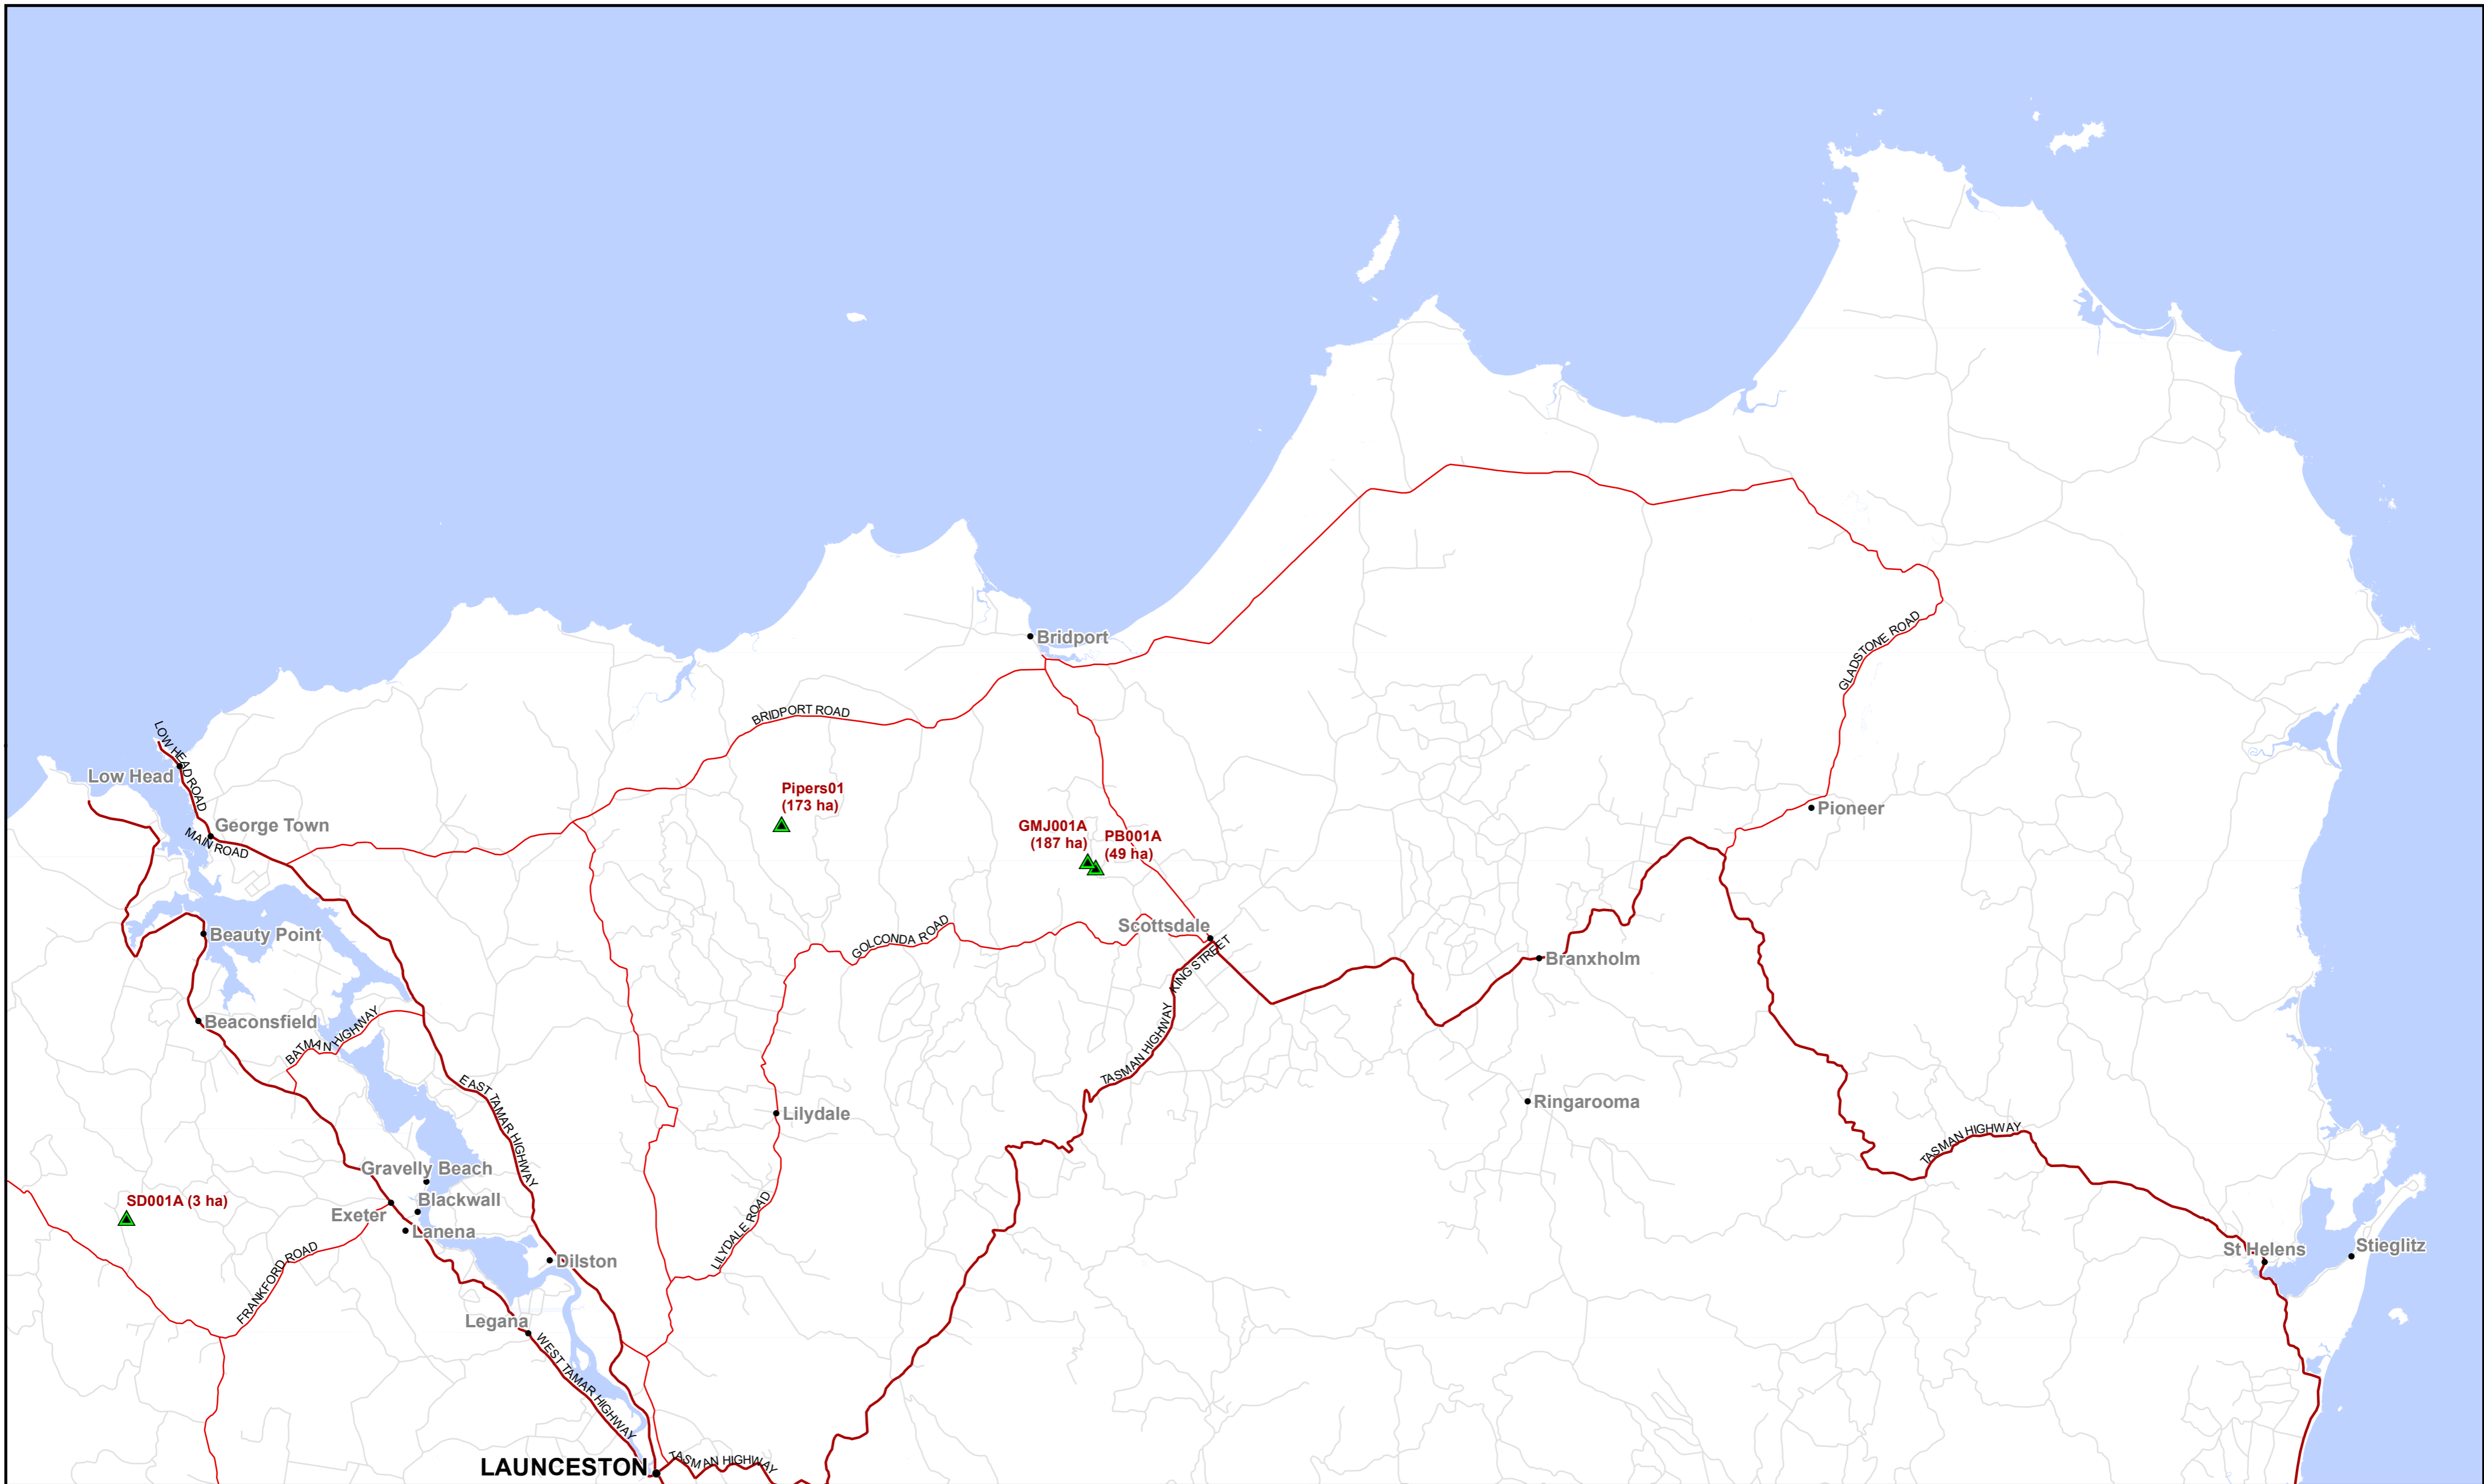 Bridport
GLADSTONE ROAD
BRIDPORT ROAD
LOW HEAD ROAD
Low Head
Pipers01
(173 ha)
Pioneer
George Town
MAIN ROAD
GMJ001A
(187 ha)
PB001A
(49 ha)
Scottsdale
GOLCONDA ROAD
Beauty Point
KING STREET
Branxholm
Beaconsfield
BATMAN HIGHWAY
TASMAN HIGHWAY
EAST TAMAR HIGHWAY
Lilydale
Ringarooma
TASMAN HIGHWAY
Gravelly Beach
SD001A (3 ha)
Blackwall
Exeter
Lanena
LILYDALE ROAD
FRANKFORD ROAD
Dilston
St Helens
Stieglitz
Legana
WEST TAMAR HIGHWAY
TASMAN HIGHWAY
LAUNCESTON